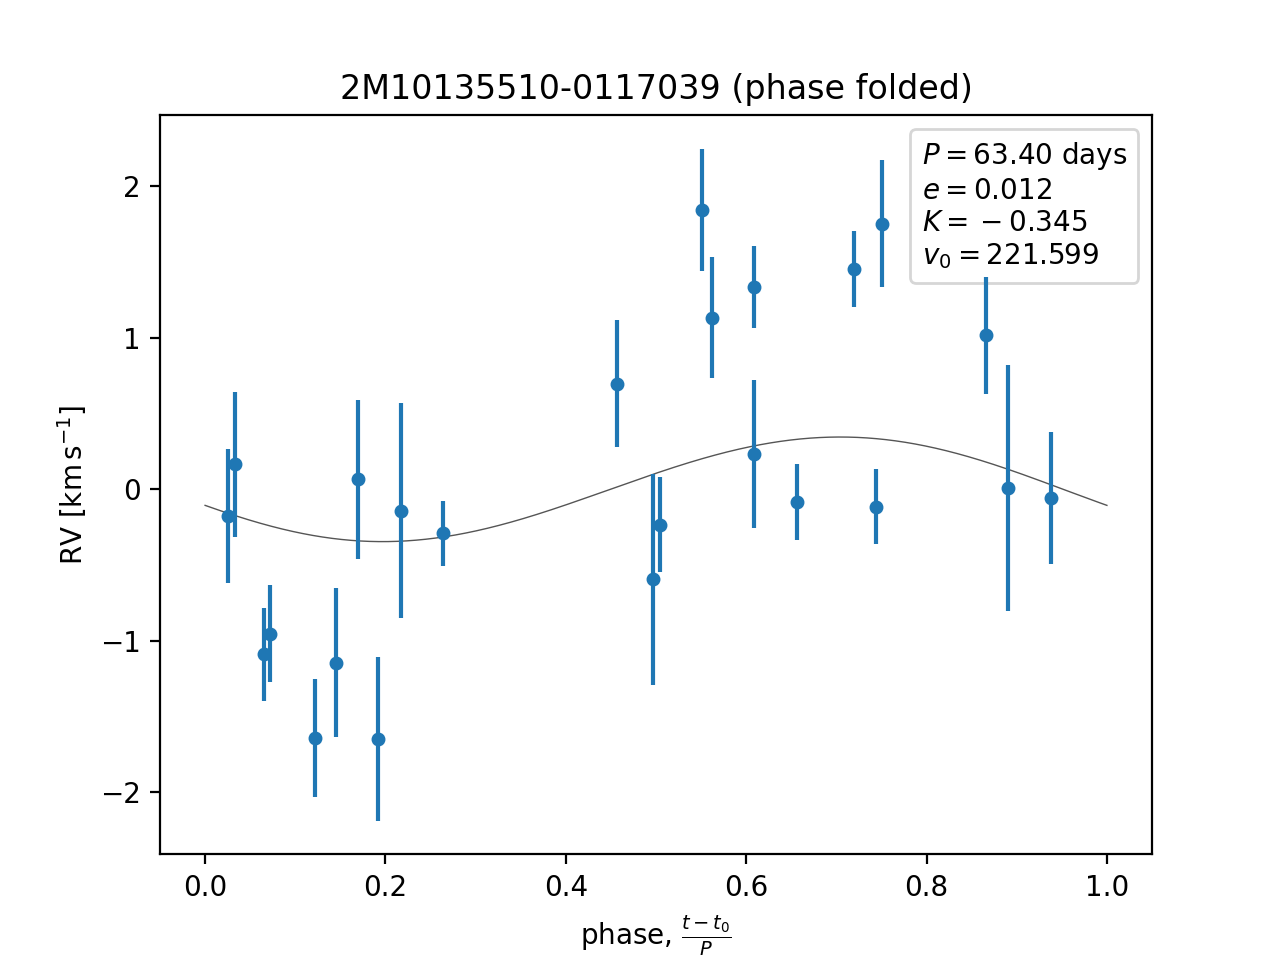 2M10135510-0117039 (phase folded)
P = 63.40 days
e = 0.012
K = −0.345
v₀ = 221.599
RV [km s⁻¹]
2
1
0
−1
−2
0.0 0.2 0.4 0.6 0.8 1.0
phase, (t − t₀)/P